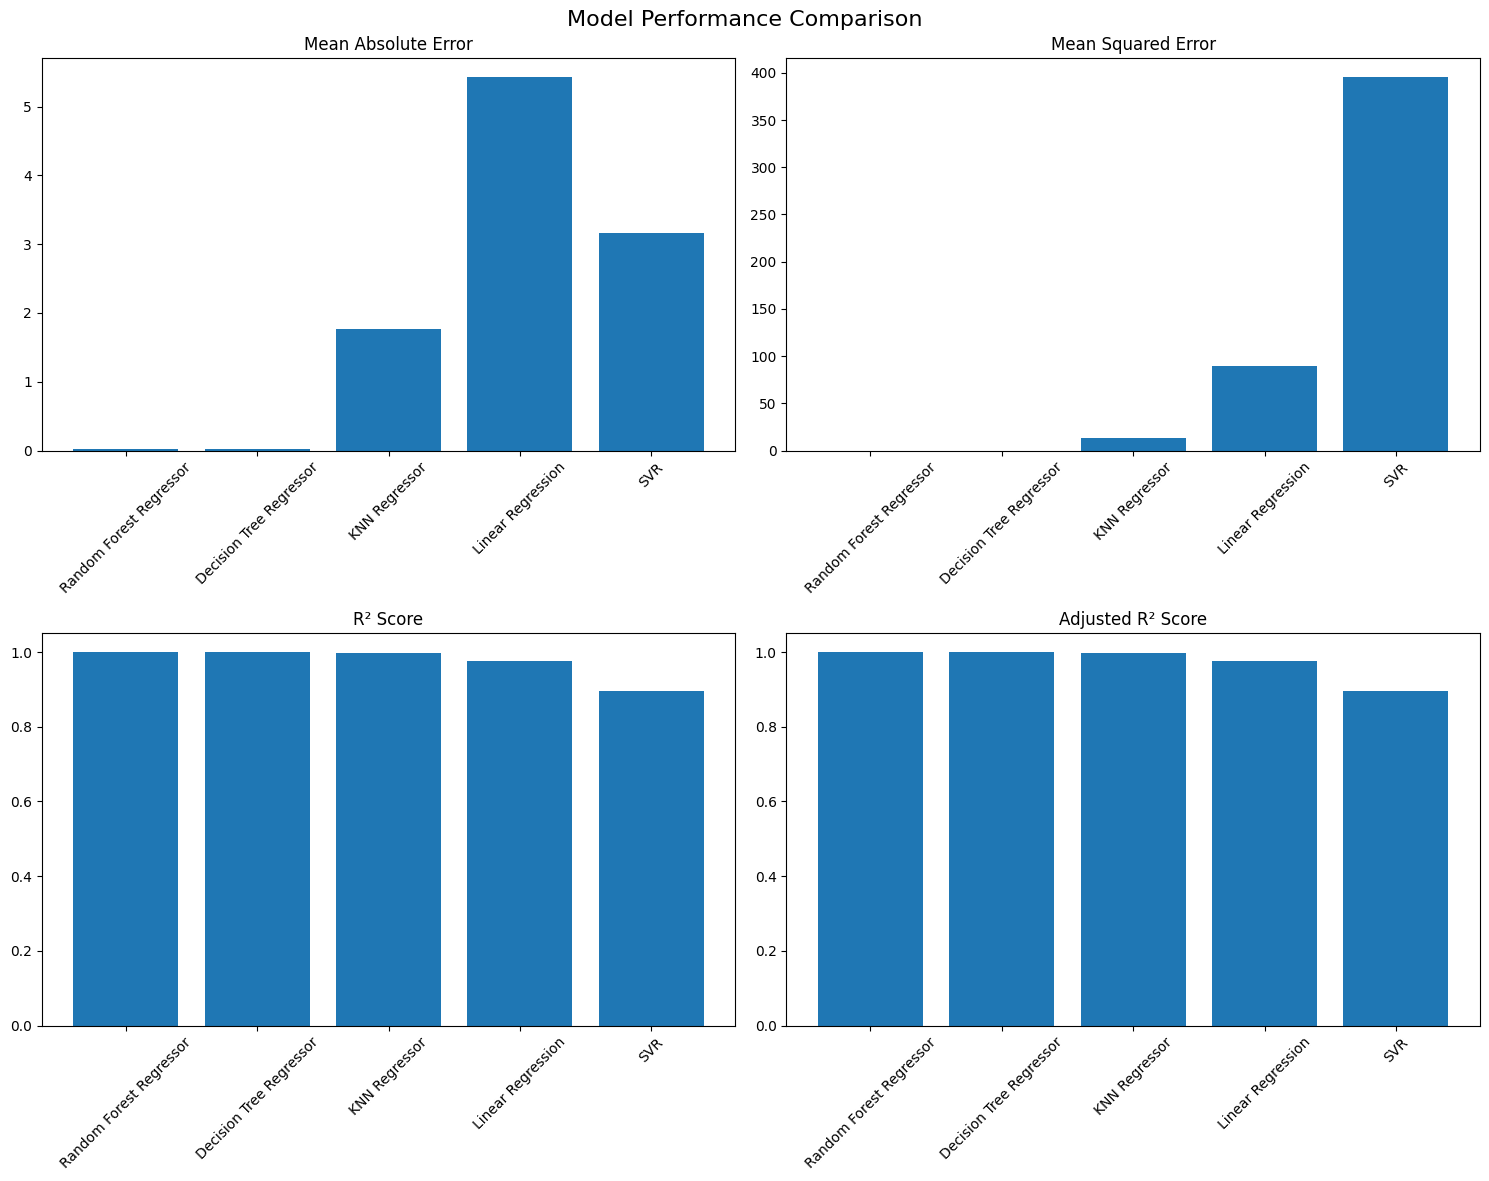 Model Performance Comparison
Mean Absolute Error
5
4
3
2
1
0
Random Forest Regressor
Decision Tree Regressor
KNN Regressor
Linear Regression
SVR
Mean Squared Error
400
350
300
250
200
150
100
50
0
Random Forest Regressor
Decision Tree Regressor
KNN Regressor
Linear Regression
SVR
R² Score
1.0
0.8
0.6
0.4
0.2
0.0
Random Forest Regressor
Decision Tree Regressor
KNN Regressor
Linear Regression
SVR
Adjusted R² Score
1.0
0.8
0.6
0.4
0.2
0.0
Random Forest Regressor
Decision Tree Regressor
KNN Regressor
Linear Regression
SVR